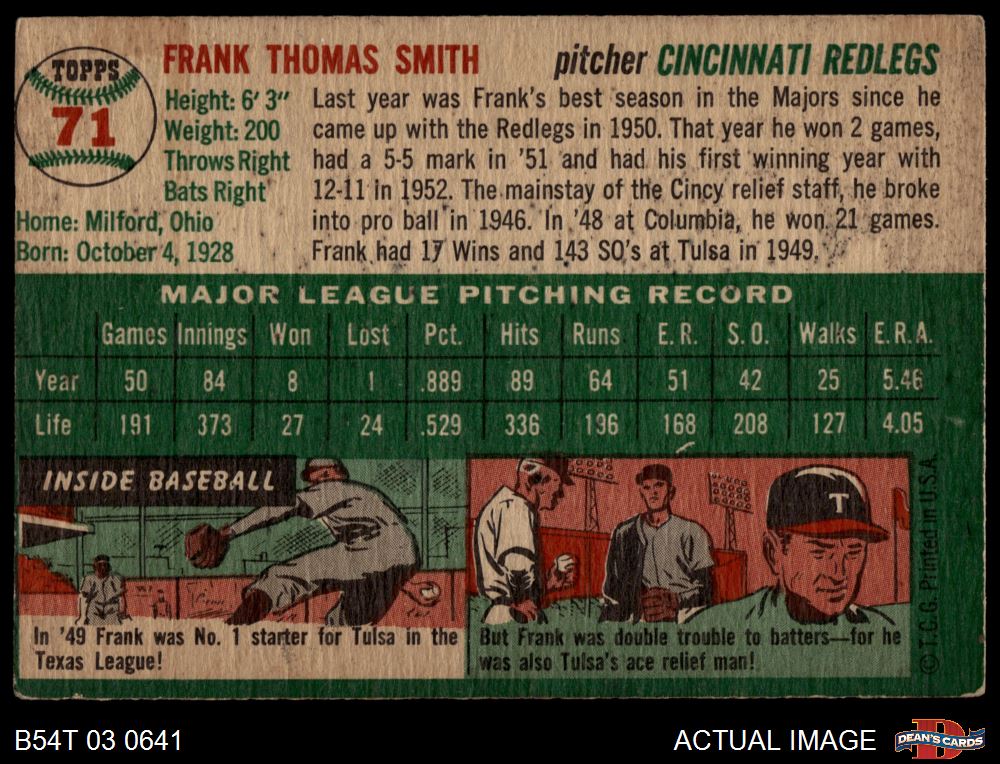 TOPPS
71
FRANK THOMAS SMITH pitcher CINCINNATI REDLEGS
Height: 6' 3"
Weight: 200
Throws Right
Bats Right
Home: Milford, Ohio
Born: October 4, 1928
Last year was Frank's best season in the Majors since he
came up with the Redlegs in 1950. That year he won 2 games,
had a 5-5 mark in '51 and had his first winning year with
12-11 in 1952. The mainstay of the Cincy relief staff, he broke
into pro ball in 1946. In '48 at Columbia, he won 21 games.
Frank had 17 Wins and 143 SO's at Tulsa in 1949.
MAJOR LEAGUE PITCHING RECORD
Games Innings Won Lost Pct. Hits Runs E. R. S. O. Walks E. R. A.
Year 50 84 8 1 .889 89 64 51 42 25 5.46
Life 191 373 27 24 .529 336 196 168 208 127 4.05
INSIDE BASEBALL
T
In '49 Frank was No. 1 starter for Tulsa in the
Texas League!
But Frank was double trouble to batters—for he
was also Tulsa's ace relief man!
© T. C. G. Printed in U. S. A.
B54T 03 0641
ACTUAL IMAGE
DEAN'S CARDS